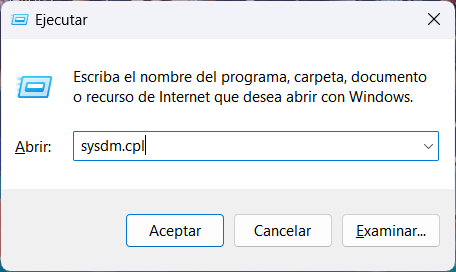 Ejecutar
Escriba el nombre del programa, carpeta, documento
o recurso de Internet que desea abrir con Windows.
Abrir: sysdm.cpl
Aceptar Cancelar Examinar...